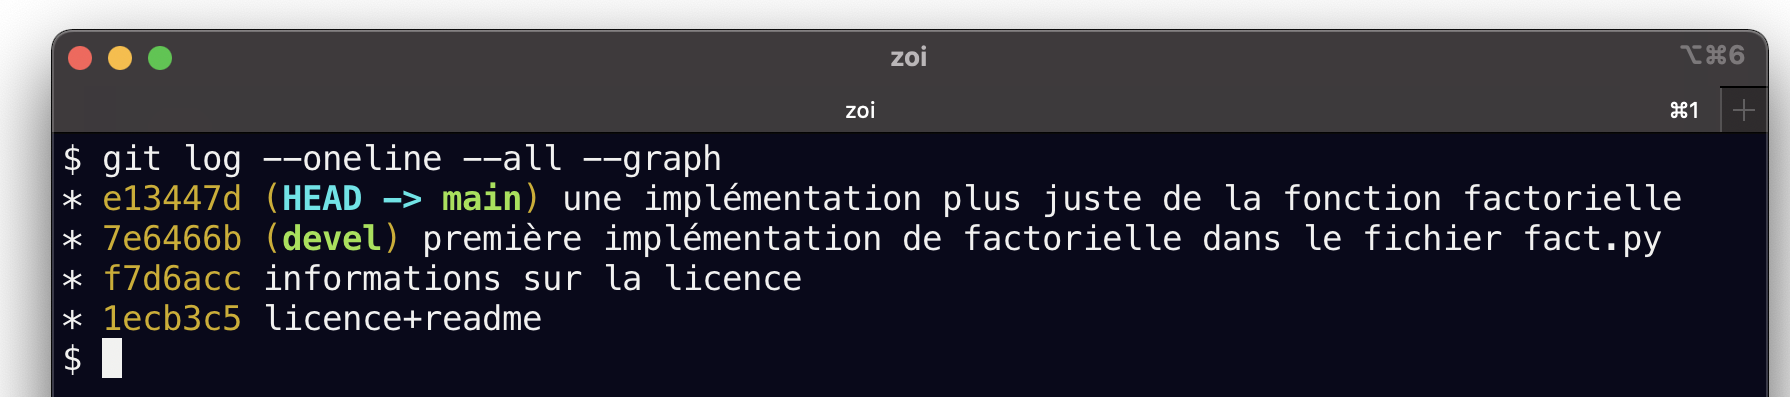 zoi
⌥⌘6
zoi
⌘1
$ git log --oneline --all --graph
* e13447d (HEAD -> main) une implémentation plus juste de la fonction factorielle
* 7e6466b (devel) première implémentation de factorielle dans le fichier fact.py
* f7d6acc informations sur la licence
* 1ecb3c5 licence+readme
$